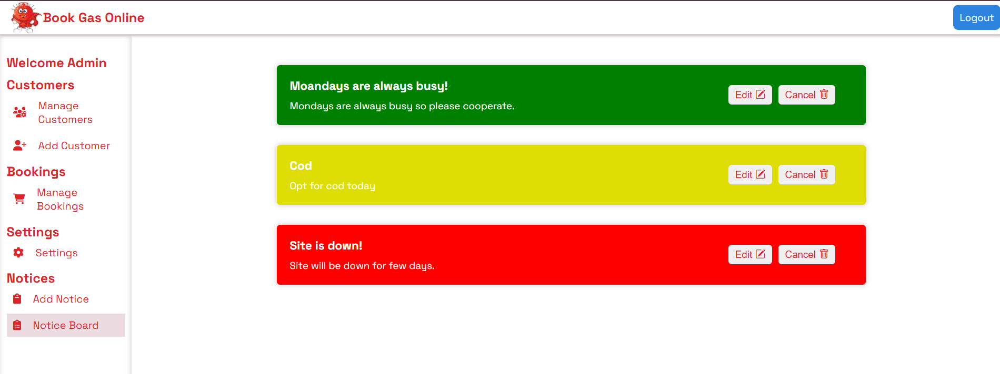 Book Gas Online
Logout
Welcome Admin
Customers
Manage
Customers
Add Customer
Bookings
Manage
Bookings
Settings
Settings
Notices
Add Notice
Notice Board
Moandays are always busy!
Mondays are always busy so please cooperate.
Edit Cancel
Cod
Opt for cod today
Edit Cancel
Site is down!
Site will be down for few days.
Edit Cancel